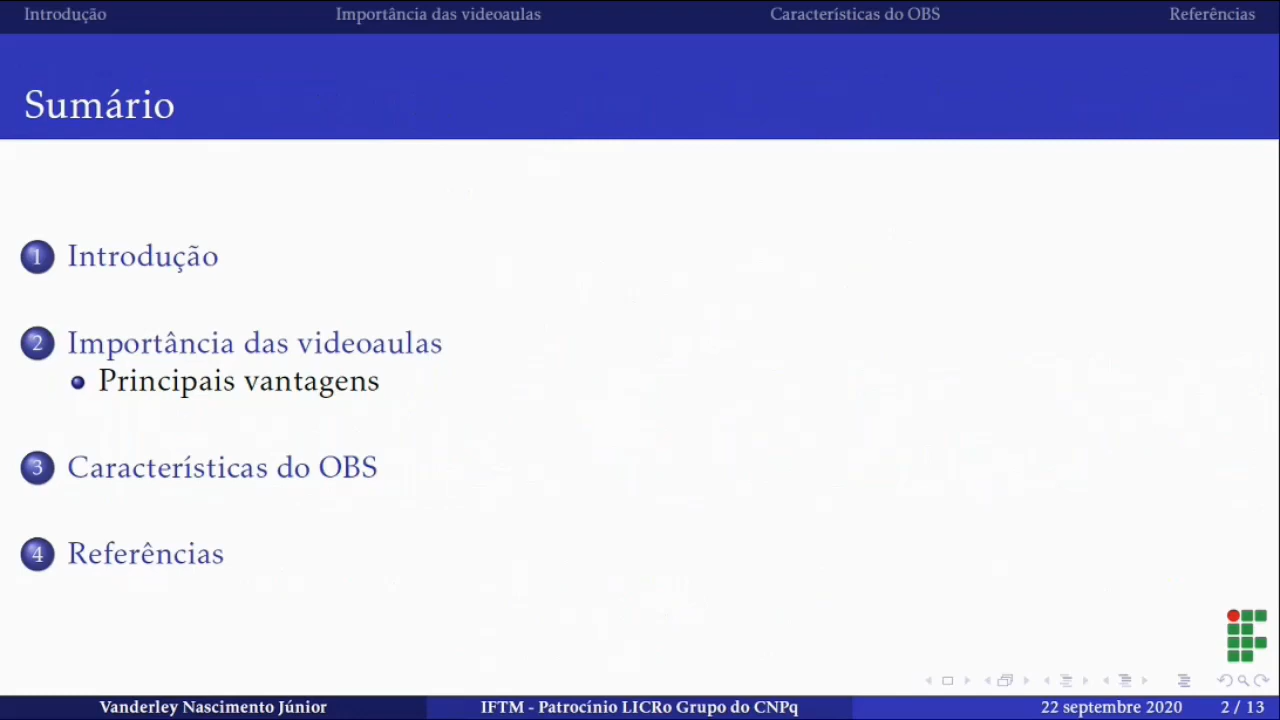 Introdução Importância das videoaulas Características do OBS Referências
Sumário
1 Introdução
2 Importância das videoaulas
Principais vantagens
3 Características do OBS
4 Referências
Vanderley Nascimento Júnior IFTM - Patrocínio LICRo Grupo do CNPq 22 septembre 2020 2 / 13